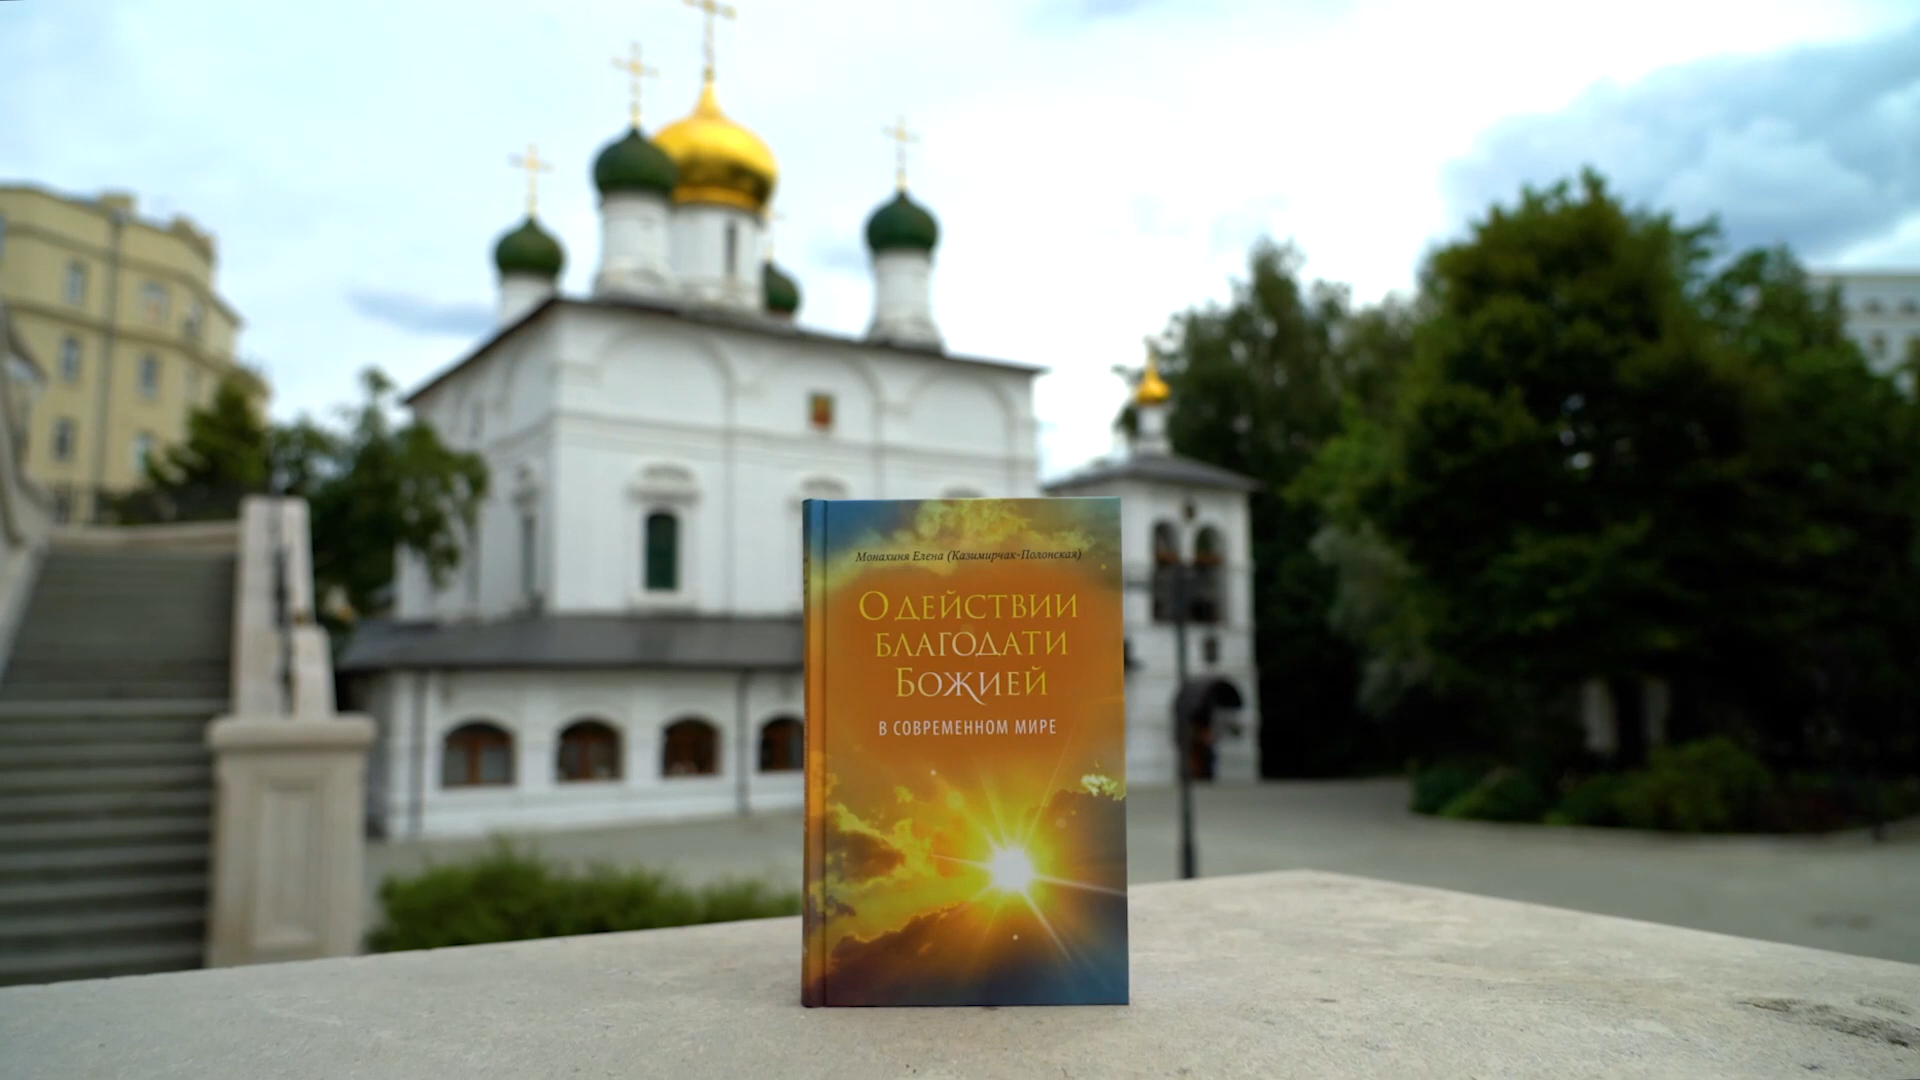 Монахиня Елена (Казимирчак-Полонская)
О ДЕЙСТВИИ
БЛАГОДАТИ
БОЖИЕЙ
В СОВРЕМЕННОМ МИРЕ